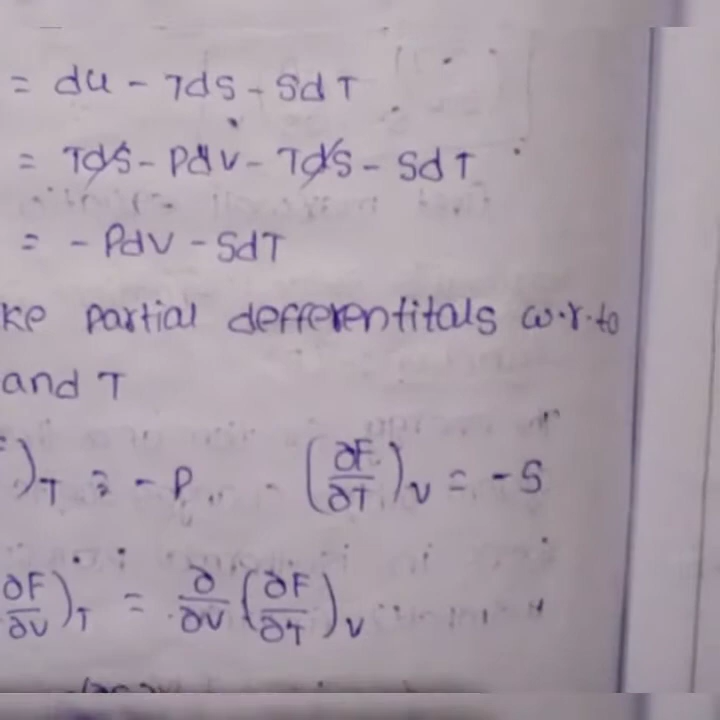 = du - Tds - SdT
= Tds - Pdv - Tds - SdT
= - Pdv - SdT
ke partial defferentitals w.r.to
and T
)T = - P. (∂F/∂T)V = - S
∂F/∂V)T = ∂/∂V (∂F/∂T)V